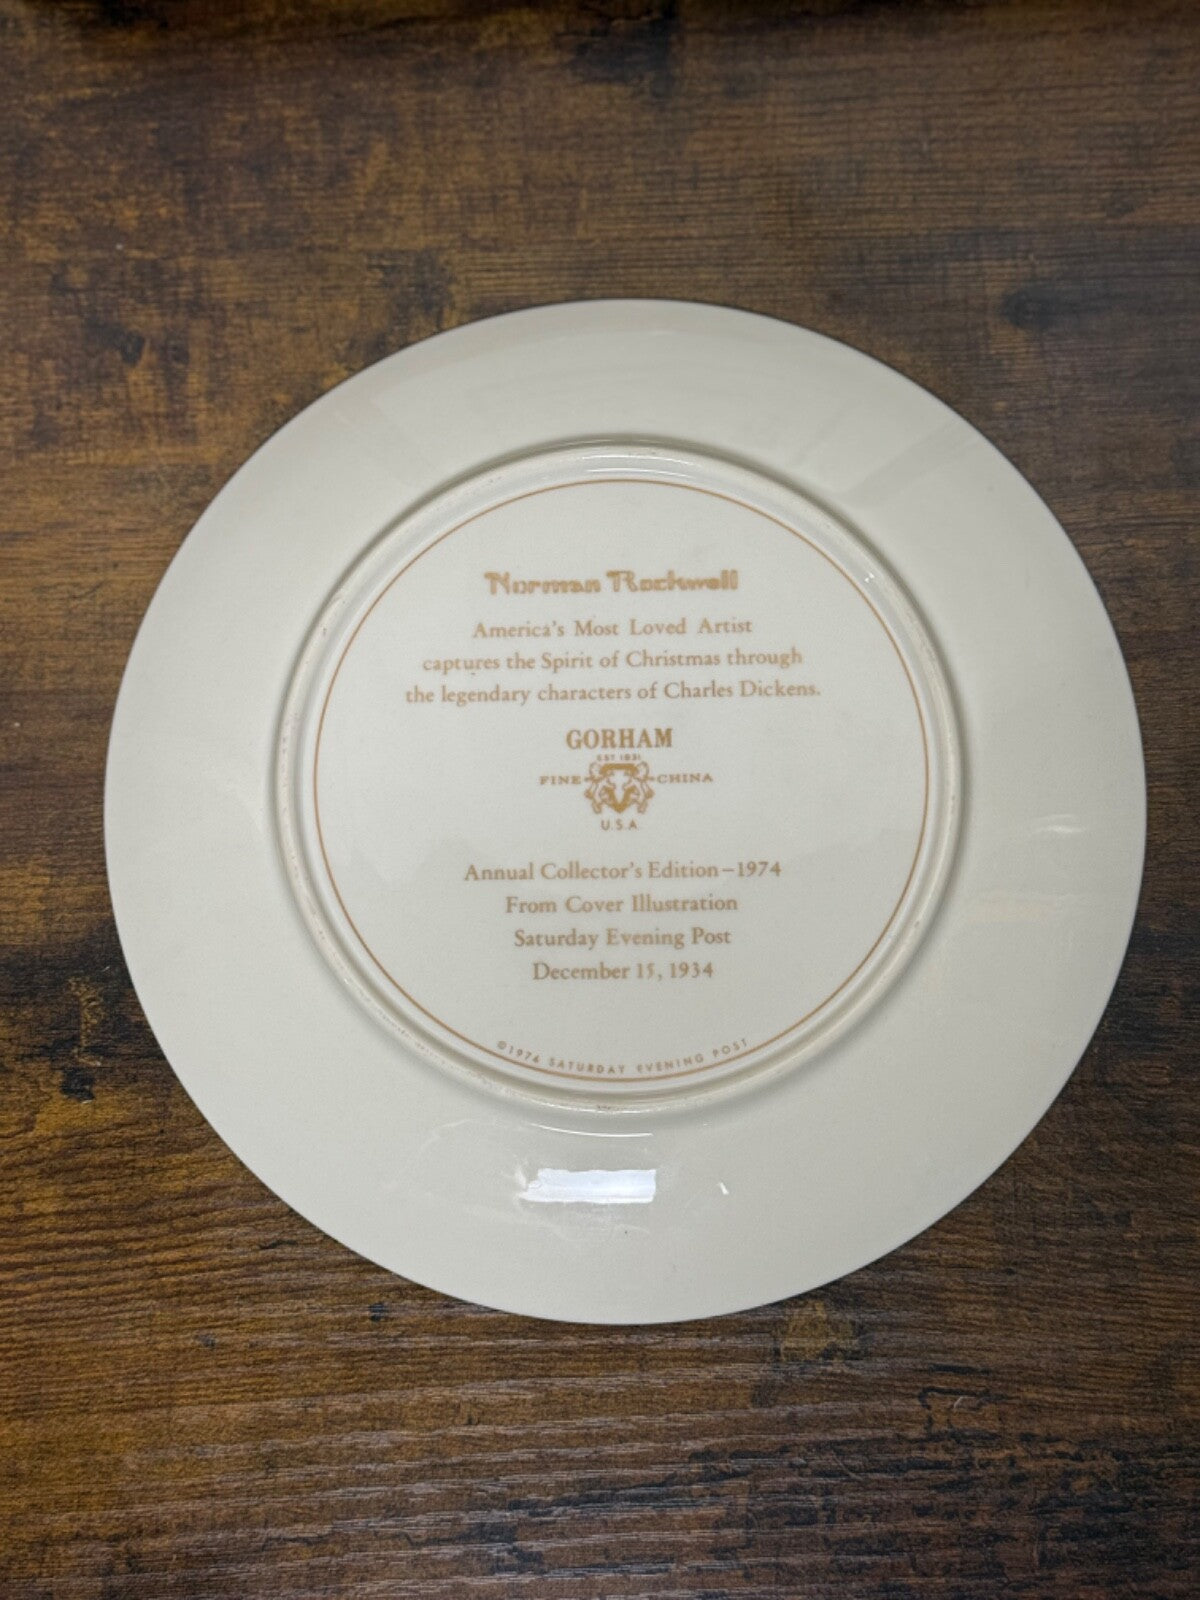 Norman Rockwell
America's Most Loved Artist
captures the Spirit of Christmas through
the legendary characters of Charles Dickens.
GORHAM
EST 1831
FINE CHINA
U.S.A.
Annual Collector's Edition–1974
From Cover Illustration
Saturday Evening Post
December 15, 1934
©1974 SATURDAY EVENING POST